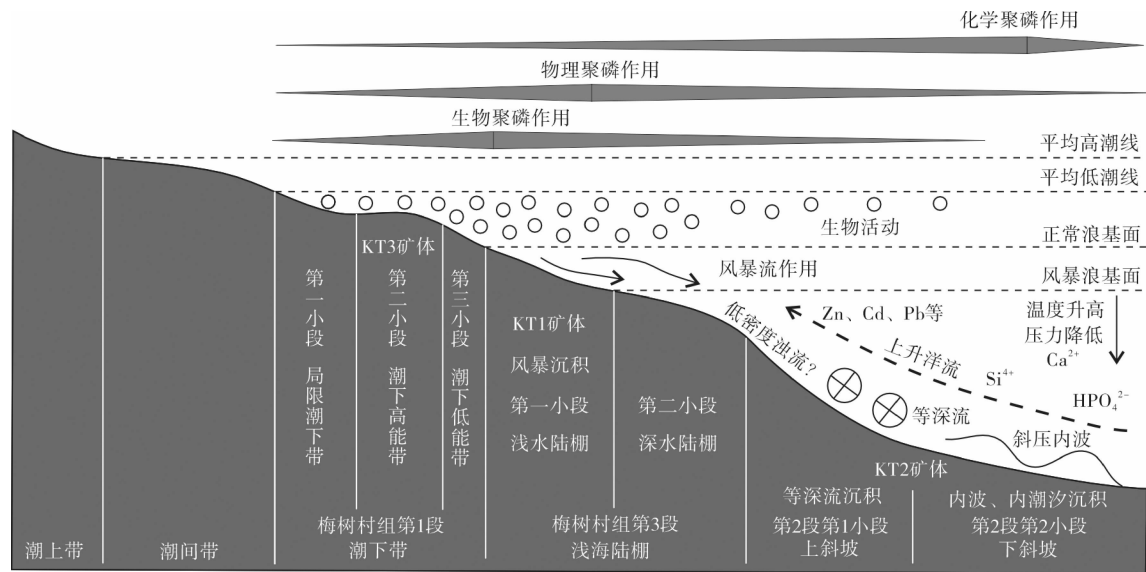 化学聚磷作用
物理聚磷作用
生物聚磷作用
平均高潮线
平均低潮线
生物活动
正常浪基面
风暴流作用
风暴浪基面
KT3矿体
第一小段 局限潮下带
第二小段 潮下高能带
第三小段 潮下低能带
KT1矿体
风暴沉积
第一小段
浅水陆棚
第二小段
深水陆棚
低密度浊流?
Zn、Cd、Pb等
上升洋流
Si⁴⁺
温度升高
压力降低
Ca²⁺
HPO₄²⁻
等深流
斜压内波
KT2矿体
等深流沉积
第2段第1小段
上斜坡
内波、内潮汐沉积
第2段第2小段
下斜坡
梅树村组第1段
潮下带
梅树村组第3段
浅海陆棚
潮上带
潮间带